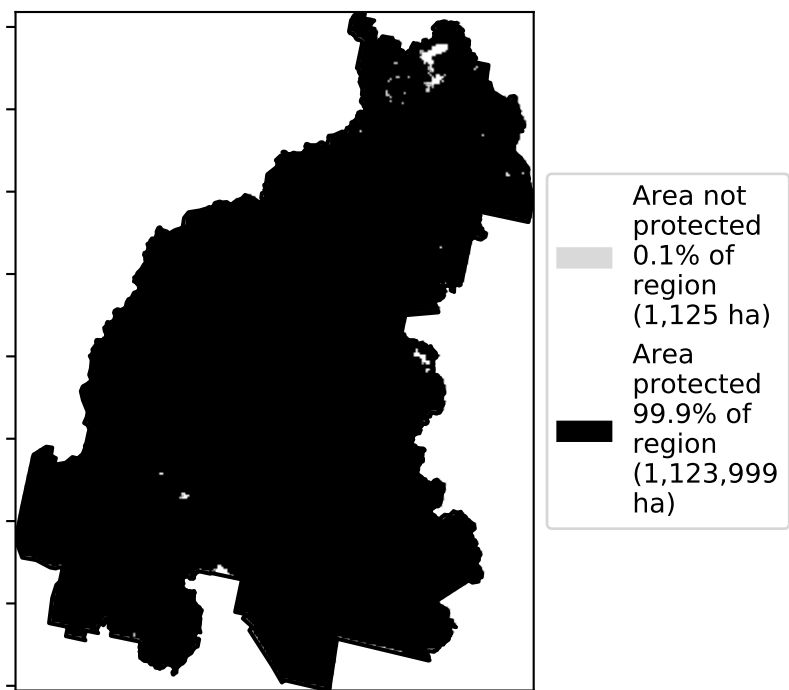 Area not
protected
0.1% of
region
(1,125 ha)
Area
protected
99.9% of
region
(1,123,999
ha)